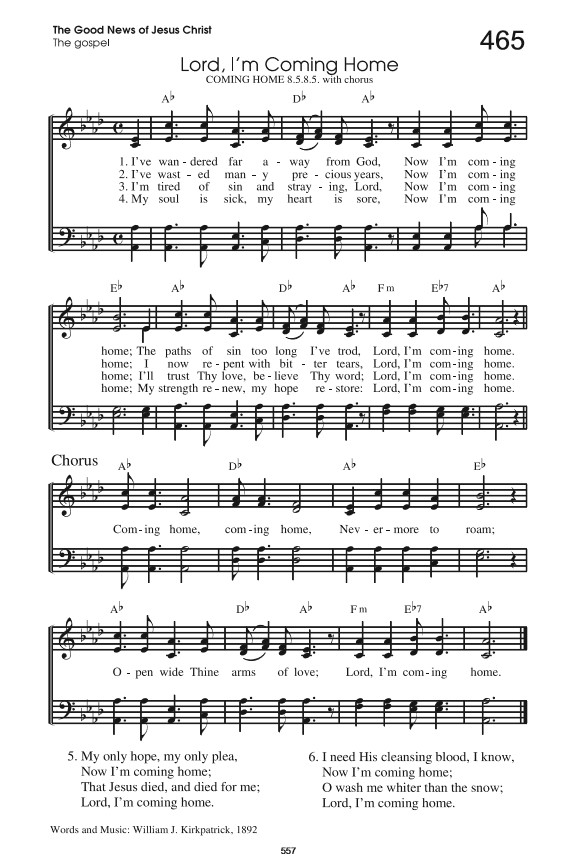 The Good News of Jesus Christ
The gospel
465
Lord, I'm Coming Home
COMING HOME 8.5.8.5. with chorus
A♭ D♭ A♭
1. I've wan - dered far a - way from God, Now I'm com - ing
2. I've wast - ed man - y pre - cious years, Now I'm com - ing
3. I'm tired of sin and stray - ing, Lord, Now I'm com - ing
4. My soul is sick, my heart is sore, Now I'm com - ing
E♭ A♭ D♭ A♭ Fm E♭7 A♭
home; The paths of sin too long I've trod, Lord, I'm com - ing home.
home; I now re - pent with bit - ter tears, Lord, I'm com - ing home.
home; I'll trust Thy love, be - lieve Thy word; Lord, I'm com - ing home.
home; My strength re - new, my hope re - store: Lord, I'm com - ing home.
Chorus
A♭ D♭ A♭ E♭
Com - ing home, com - ing home, Nev - er - more to roam;
A♭ D♭ A♭ Fm E♭7 A♭
O - pen wide Thine arms of love; Lord, I'm com - ing home.
5. My only hope, my only plea,
Now I'm coming home;
That Jesus died, and died for me;
Lord, I'm coming home.
6. I need His cleansing blood, I know,
Now I'm coming home;
O wash me whiter than the snow;
Lord, I'm coming home.
Words and Music: William J. Kirkpatrick, 1892
557